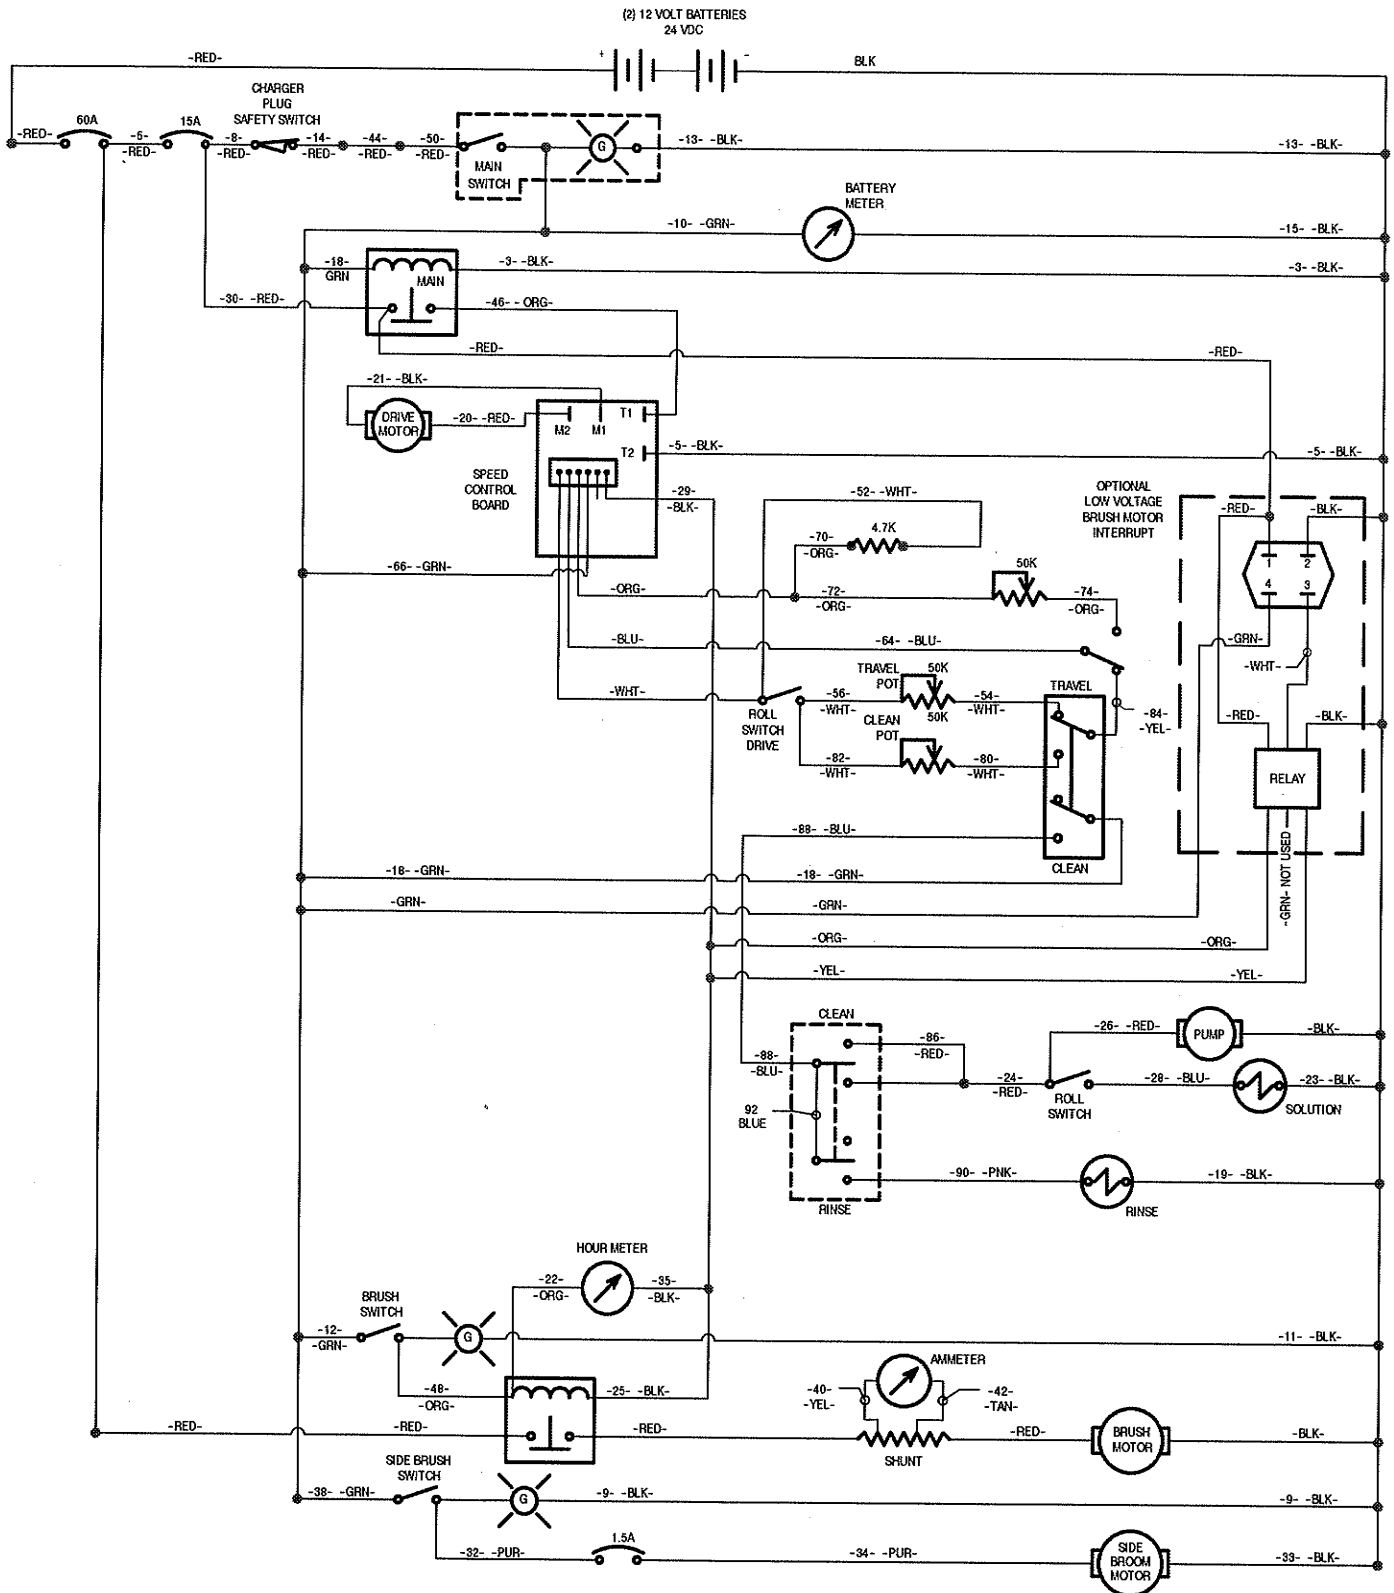 (2) 12 VOLT BATTERIES
24 VDC
+
-
-RED-
BLK
CHARGER
PLUG
SAFETY SWITCH
-RED-
60A
-6-
-RED-
15A
-8-
-RED-
-14-
-RED-
-44-
-RED-
-50-
-RED-
MAIN
SWITCH
G
-13- -BLK-
-13- -BLK-
BATTERY
METER
-10- -GRN-
-15- -BLK-
-18-
GRN
MAIN
-3- -BLK-
-3- -BLK-
-30- -RED-
-46- - ORG-
-RED-
-RED-
-21- -BLK-
DRIVE
MOTOR
-20- -RED-
M2
M1
T1
T2
-5- -BLK-
-5- -BLK-
SPEED
CONTROL
BOARD
-29-
-BLK-
-52- -WHT-
OPTIONAL
LOW VOLTAGE
BRUSH MOTOR
INTERRUPT
-RED-
-BLK-
-70-
-ORG-
4.7K
1
2
4
3
-66- -GRN-
50K
-ORG-
-72-
-ORG-
-74-
-ORG-
-BLU-
-64- -BLU-
-GRN-
-WHT-
TRAVEL
POT
50K
TRAVEL
-WHT-
ROLL
SWITCH
DRIVE
-56-
-WHT-
50K
-54-
-WHT-
-84-
-YEL-
-RED-
-BLK-
CLEAN
POT
-82-
-WHT-
-80-
-WHT-
RELAY
-88- -BLU-
CLEAN
-GRN- NOT USED
-18- -GRN-
-18- -GRN-
-GRN-
-GRN-
-ORG-
-ORG-
-YEL-
-YEL-
CLEAN
-86-
-RED-
-26- -RED-
PUMP
-BLK-
-88-
-BLU-
-24-
-RED-
ROLL
SWITCH
-28- -BLU-
-23- -BLK-
SOLUTION
92
BLUE
-90- -PNK-
-19- -BLK-
RINSE
RINSE
HOUR METER
-22-
-ORG-
-35-
-BLK-
BRUSH
SWITCH
-12-
-GRN-
G
-11- -BLK-
-48-
-ORG-
-25- -BLK-
AMMETER
-40-
-YEL-
-42-
-TAN-
-RED-
-RED-
-RED-
SHUNT
-RED-
BRUSH
MOTOR
-BLK-
SIDE BRUSH
SWITCH
-38- -GRN-
G
-9- -BLK-
-9- -BLK-
-32- -PUR-
1.5A
-34- -PUR-
SIDE
BROOM
MOTOR
-33- -BLK-